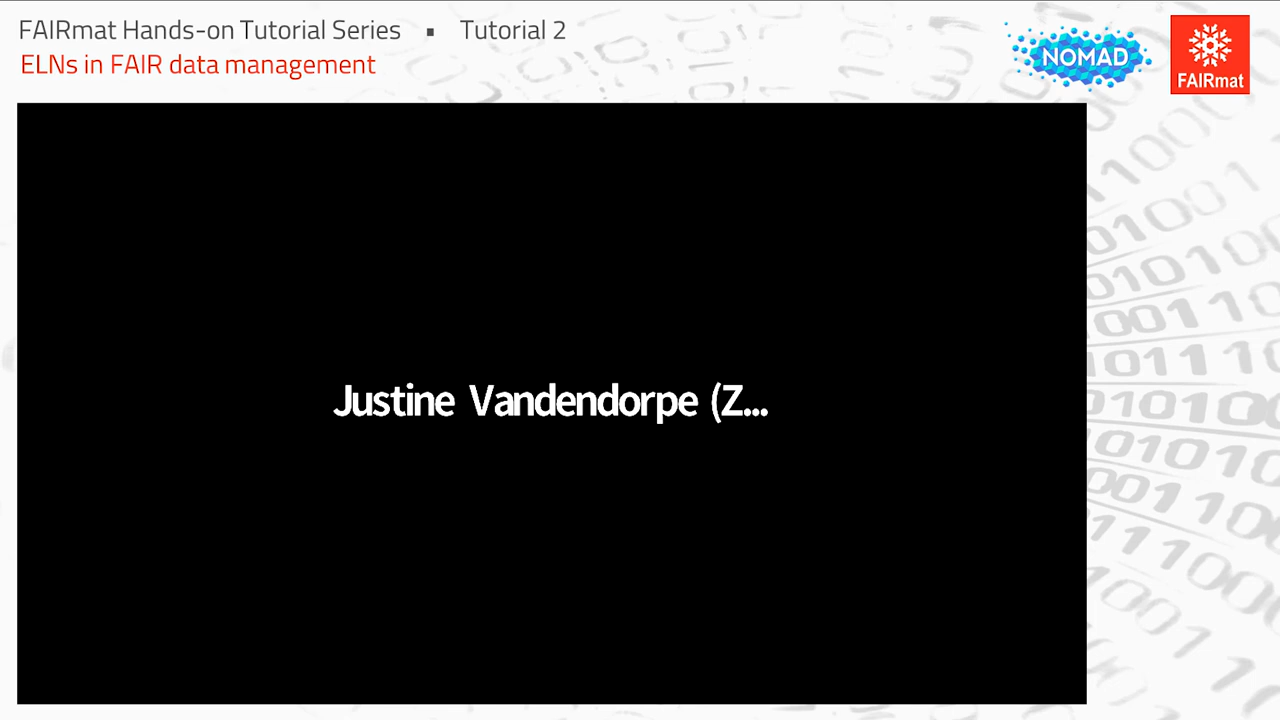 FAIRmat Hands-on Tutorial Series ▪ Tutorial 2
ELNs in FAIR data management
NOMAD
FAIRmat
Justine Vandendorpe (Z...